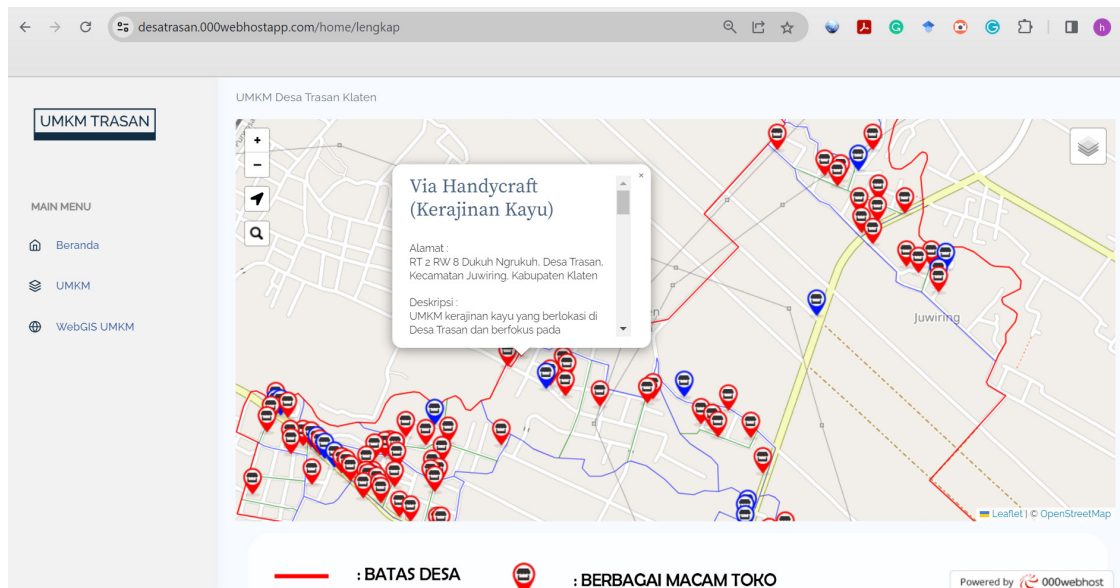 desatrasan.000webhostapp.com/home/lengkap
h
UMKM TRASAN
MAIN MENU
Beranda
UMKM
WebGIS UMKM
UMKM Desa Trasan Klaten
+
−
Via Handycraft
(Kerajinan Kayu)
×
Alamat :
RT 2 RW 8 Dukuh Ngrukuh, Desa Trasan,
Kecamatan Juwiring, Kabupaten Klaten
Deskripsi :
UMKM kerajinan kayu yang berlokasi di
Desa Trasan dan berfokus pada
Juwiring
Leaflet | © OpenStreetMap
: BATAS DESA
: BERBAGAI MACAM TOKO
Powered by 000webhost